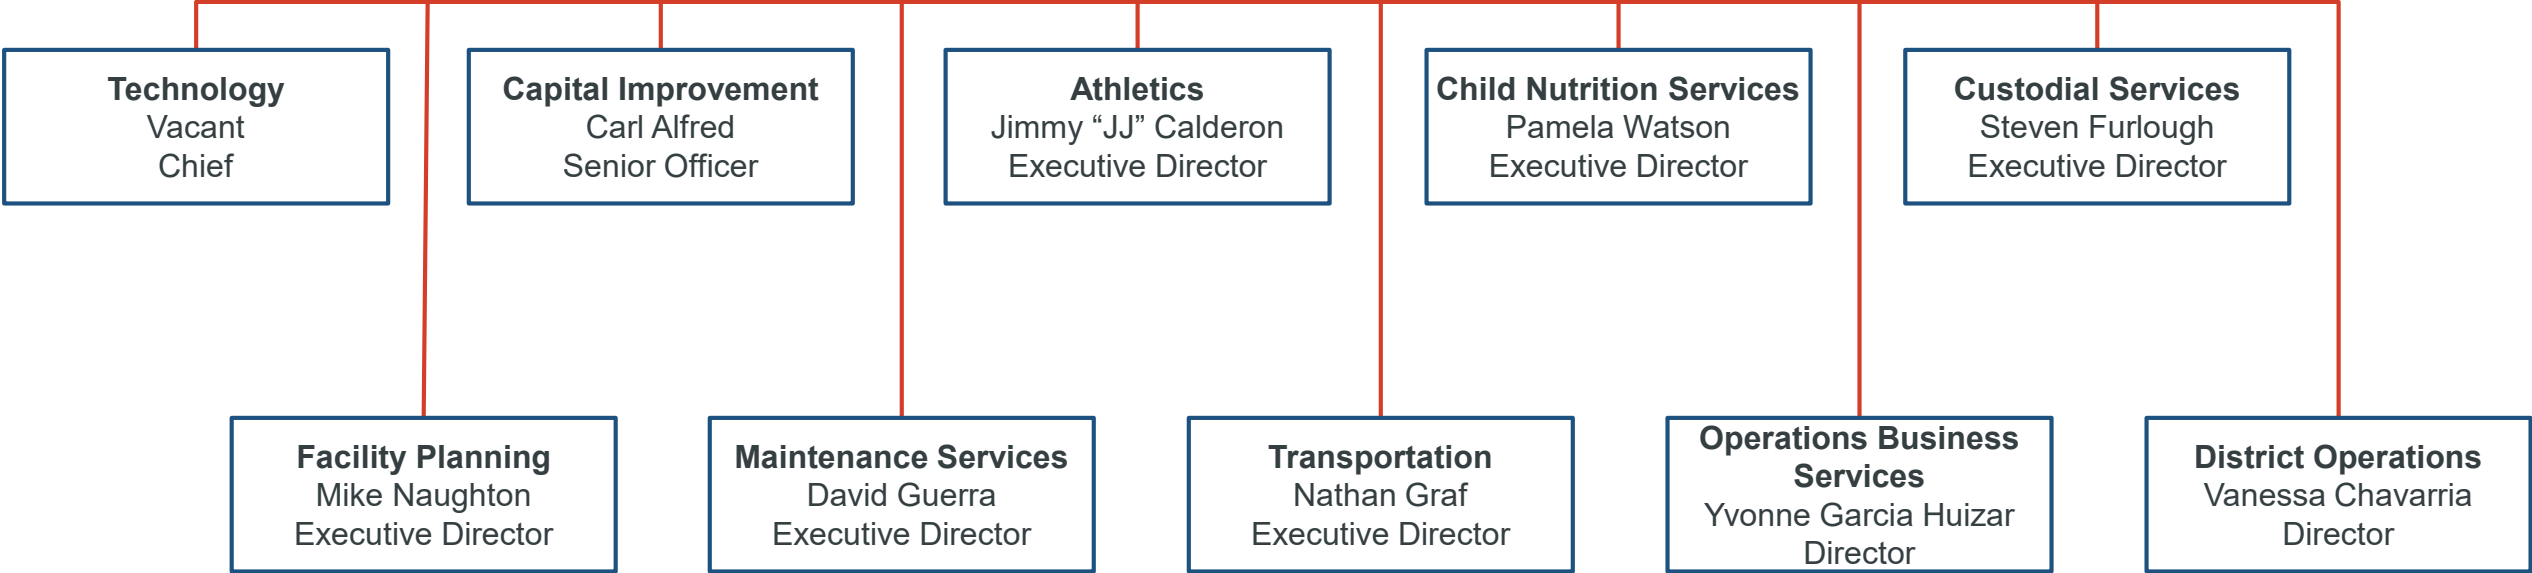 Technology
Vacant
Chief
Capital Improvement
Carl Alfred
Senior Officer
Athletics
Jimmy “JJ” Calderon
Executive Director
Child Nutrition Services
Pamela Watson
Executive Director
Custodial Services
Steven Furlough
Executive Director
Facility Planning
Mike Naughton
Executive Director
Maintenance Services
David Guerra
Executive Director
Transportation
Nathan Graf
Executive Director
Operations Business
Services
Yvonne Garcia Huizar
Director
District Operations
Vanessa Chavarria
Director